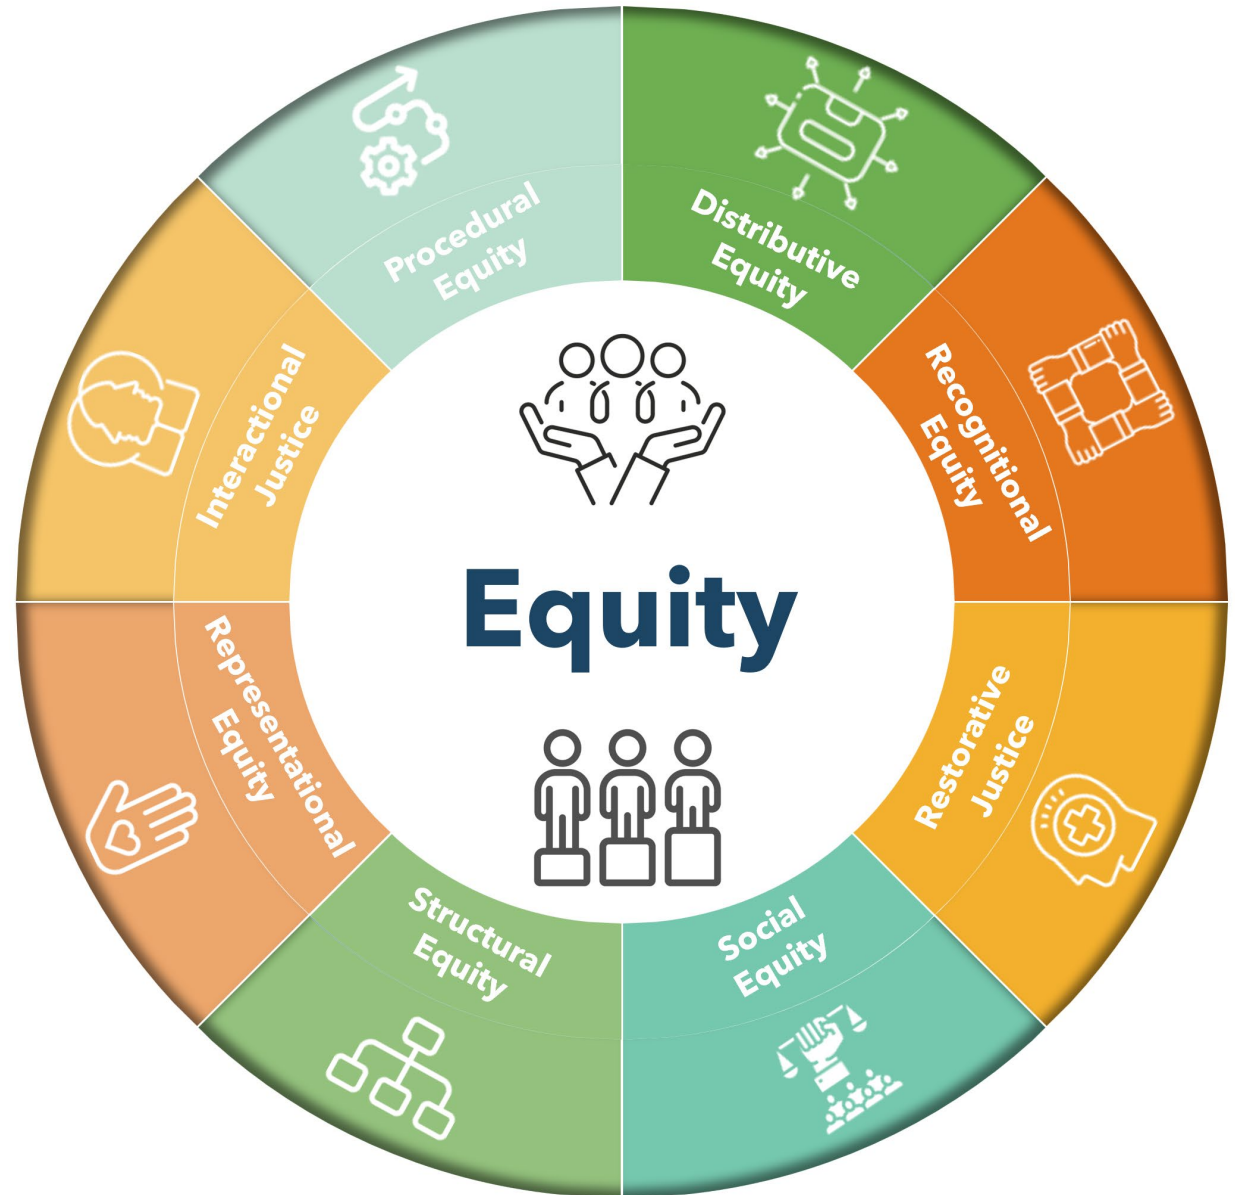 Procedural
Equity
Distributive
Equity
Recognitional
Equity
Restorative
Justice
Social
Equity
Structural
Equity
Representational
Equity
Interactional
Justice
Equity